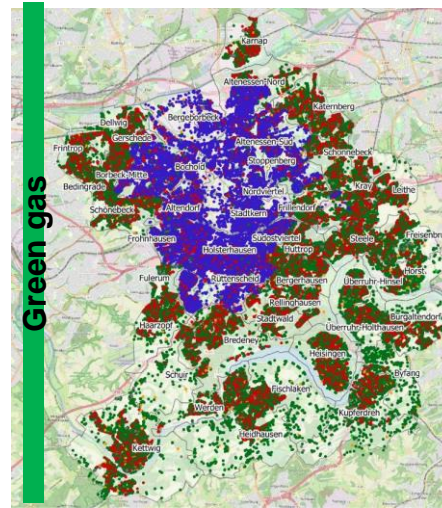 Green gas
Karnap
Altenessen-Nord
Katernberg
Bergeborbeck
Dellwig
Gerschede
Altenessen-Süd
Frintrop
Stoppenberg
Schonnebeck
Borbeck-Mitte
Bochold
Bedingrade
Kray
Leithe
Nordviertel
Schönebeck
Altendorf
Stadtkern
Frillendorf
Freisenbr
Frohnhausen
Südostviertel
Steele
Holsterhausen
Huttrop
Horst
Fulerum
Rüttenscheid
Bergerhausen
Überruhr-Hinsel
Rellinghausen
Burgaltendorf
Haarzopf
Stadtwald
Überruhr-Holthausen
Bredeney
Heisingen
Schuir
Byfang
Fischlaken
Werden
Kupferdreh
Heidhausen
Kettwig